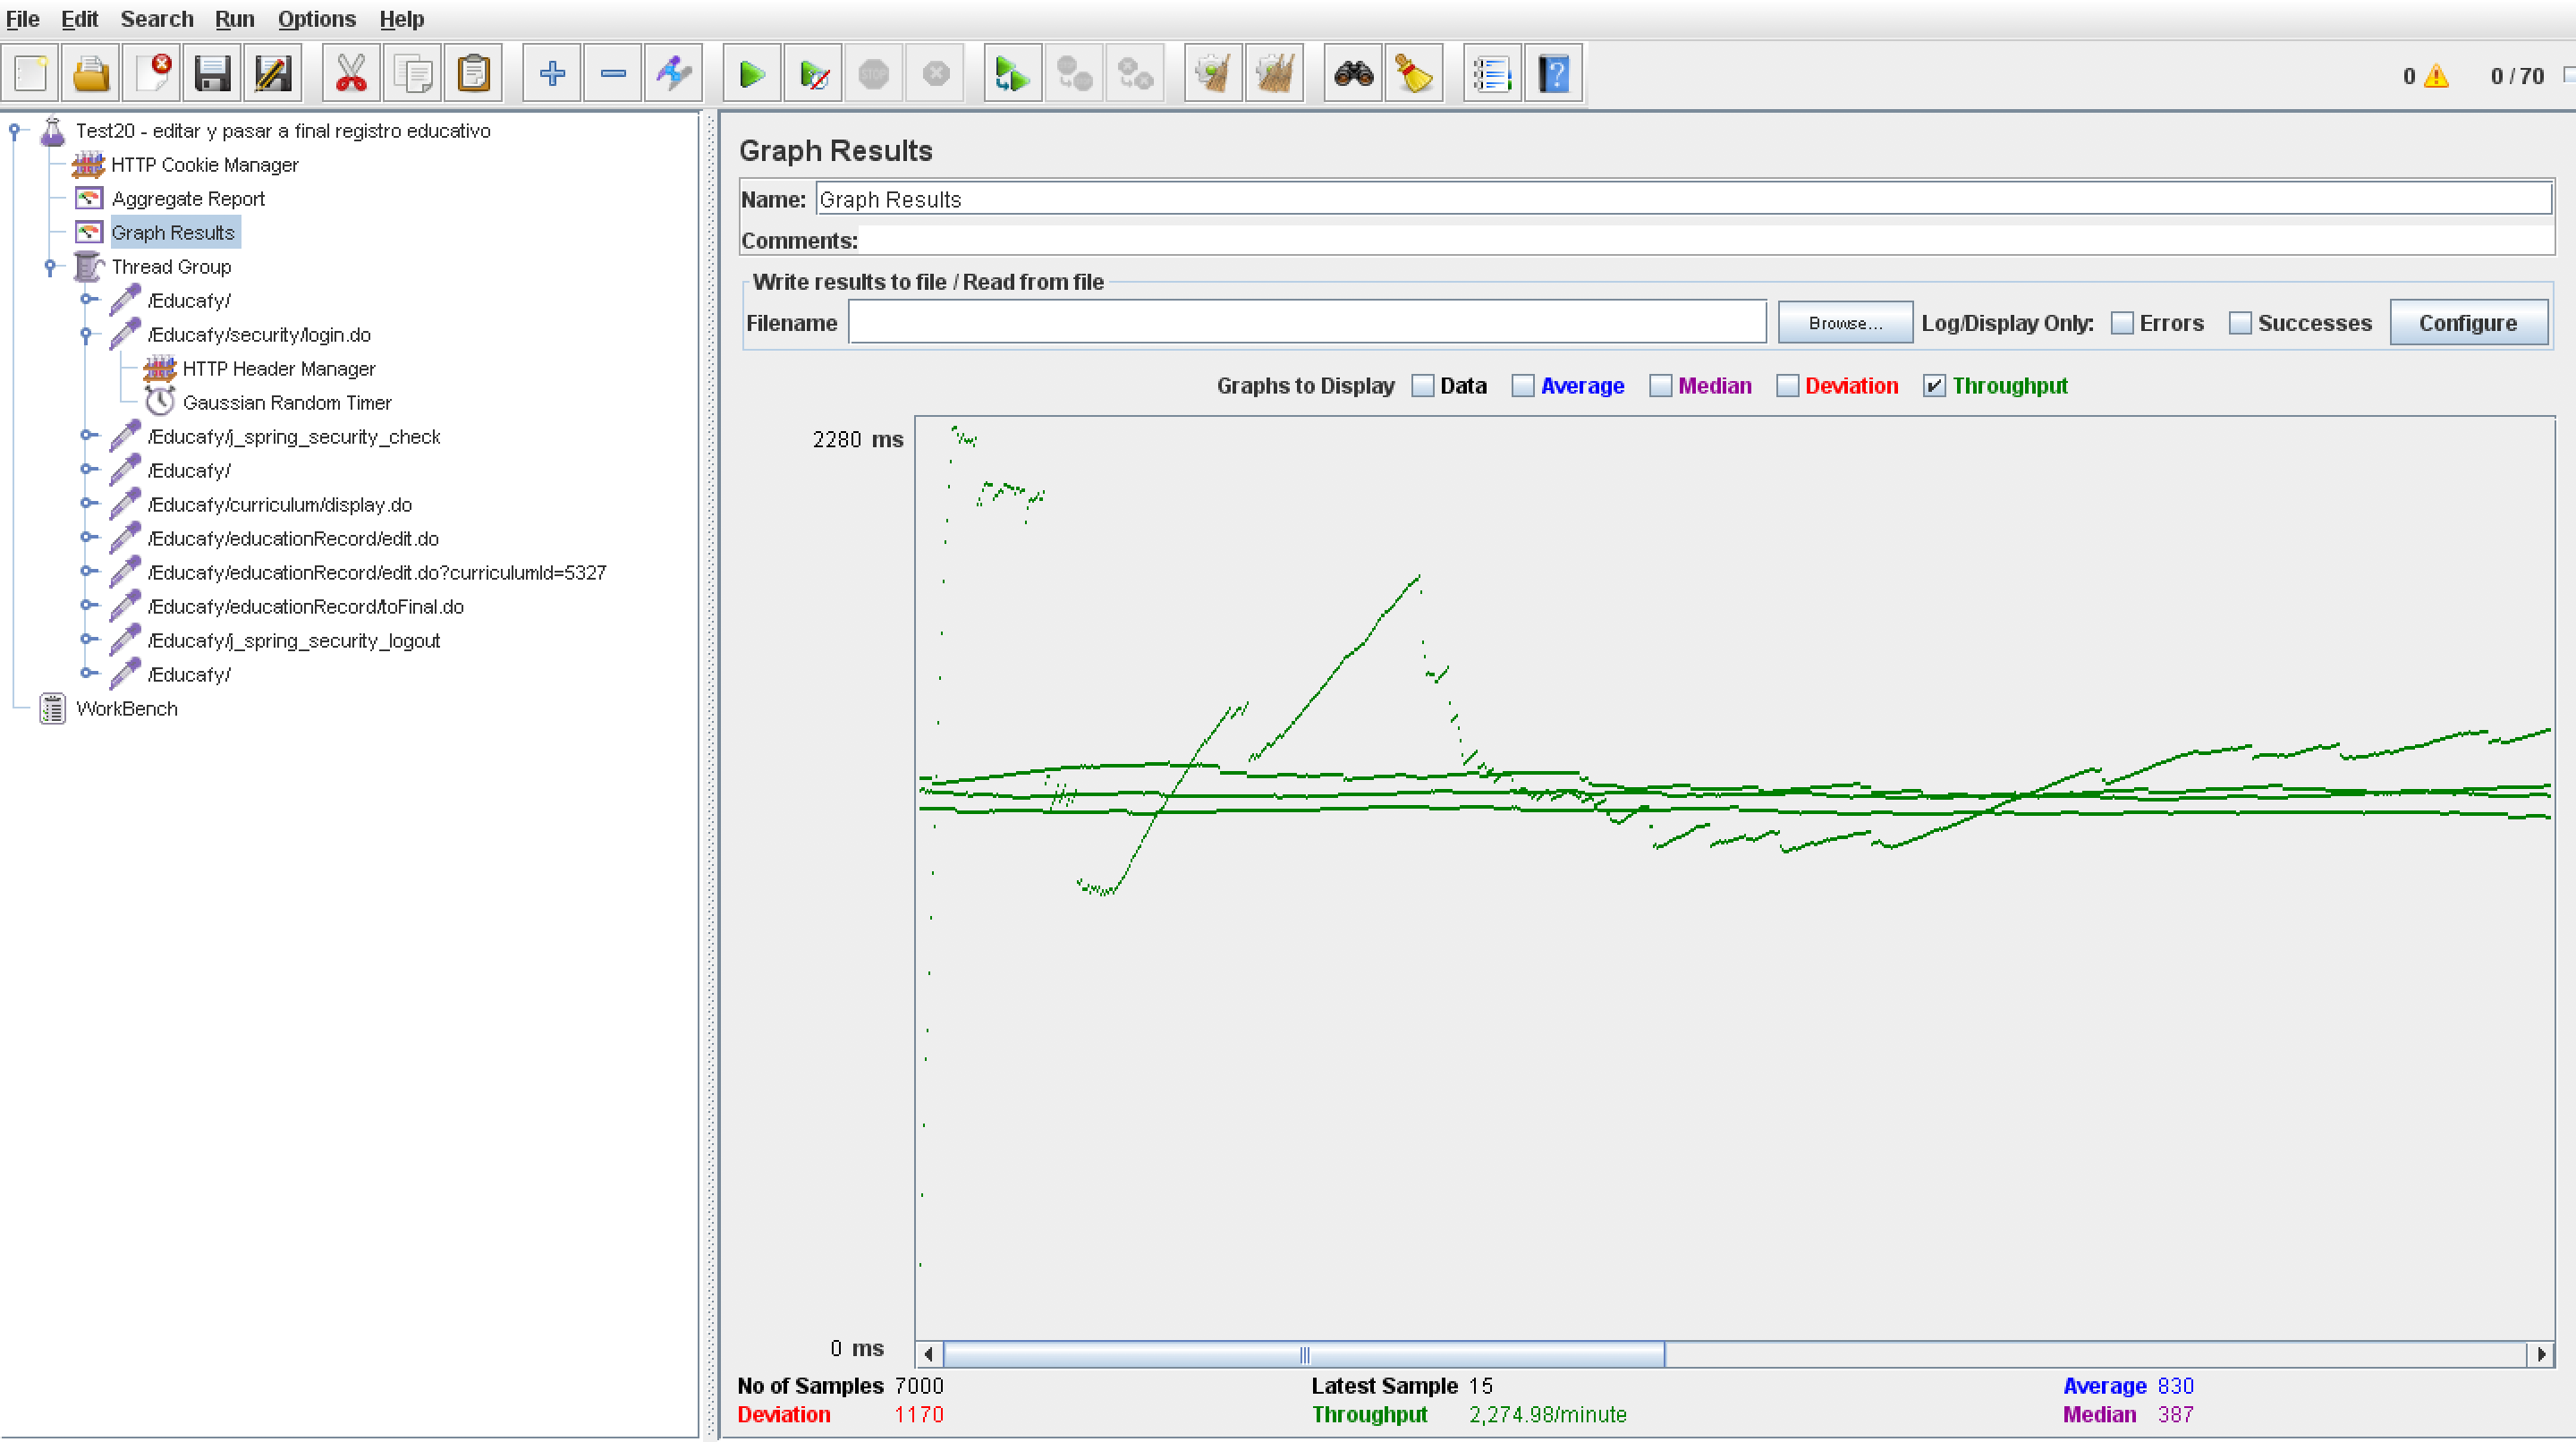 File Edit Search Run Options Help
STOP
0 0 / 70
Test20 - editar y pasar a final registro educativo
HTTP Cookie Manager
Aggregate Report
Graph Results
Thread Group
/Educafy/
/Educafy/security/login.do
HTTP Header Manager
Gaussian Random Timer
/Educafy/j_spring_security_check
/Educafy/
/Educafy/curriculum/display.do
/Educafy/educationRecord/edit.do
/Educafy/educationRecord/edit.do?curriculumId=5327
/Educafy/educationRecord/toFinal.do
/Educafy/j_spring_security_logout
/Educafy/
WorkBench
Graph Results
Name: Graph Results
Comments:
Write results to file / Read from file
Filename Browse... Log/Display Only: Errors Successes Configure
Graphs to Display Data Average Median Deviation Throughput
2280 ms
0 ms
No of Samples 7000 Latest Sample 15 Average 830
Deviation 1170 Throughput 2,274.98/minute Median 387